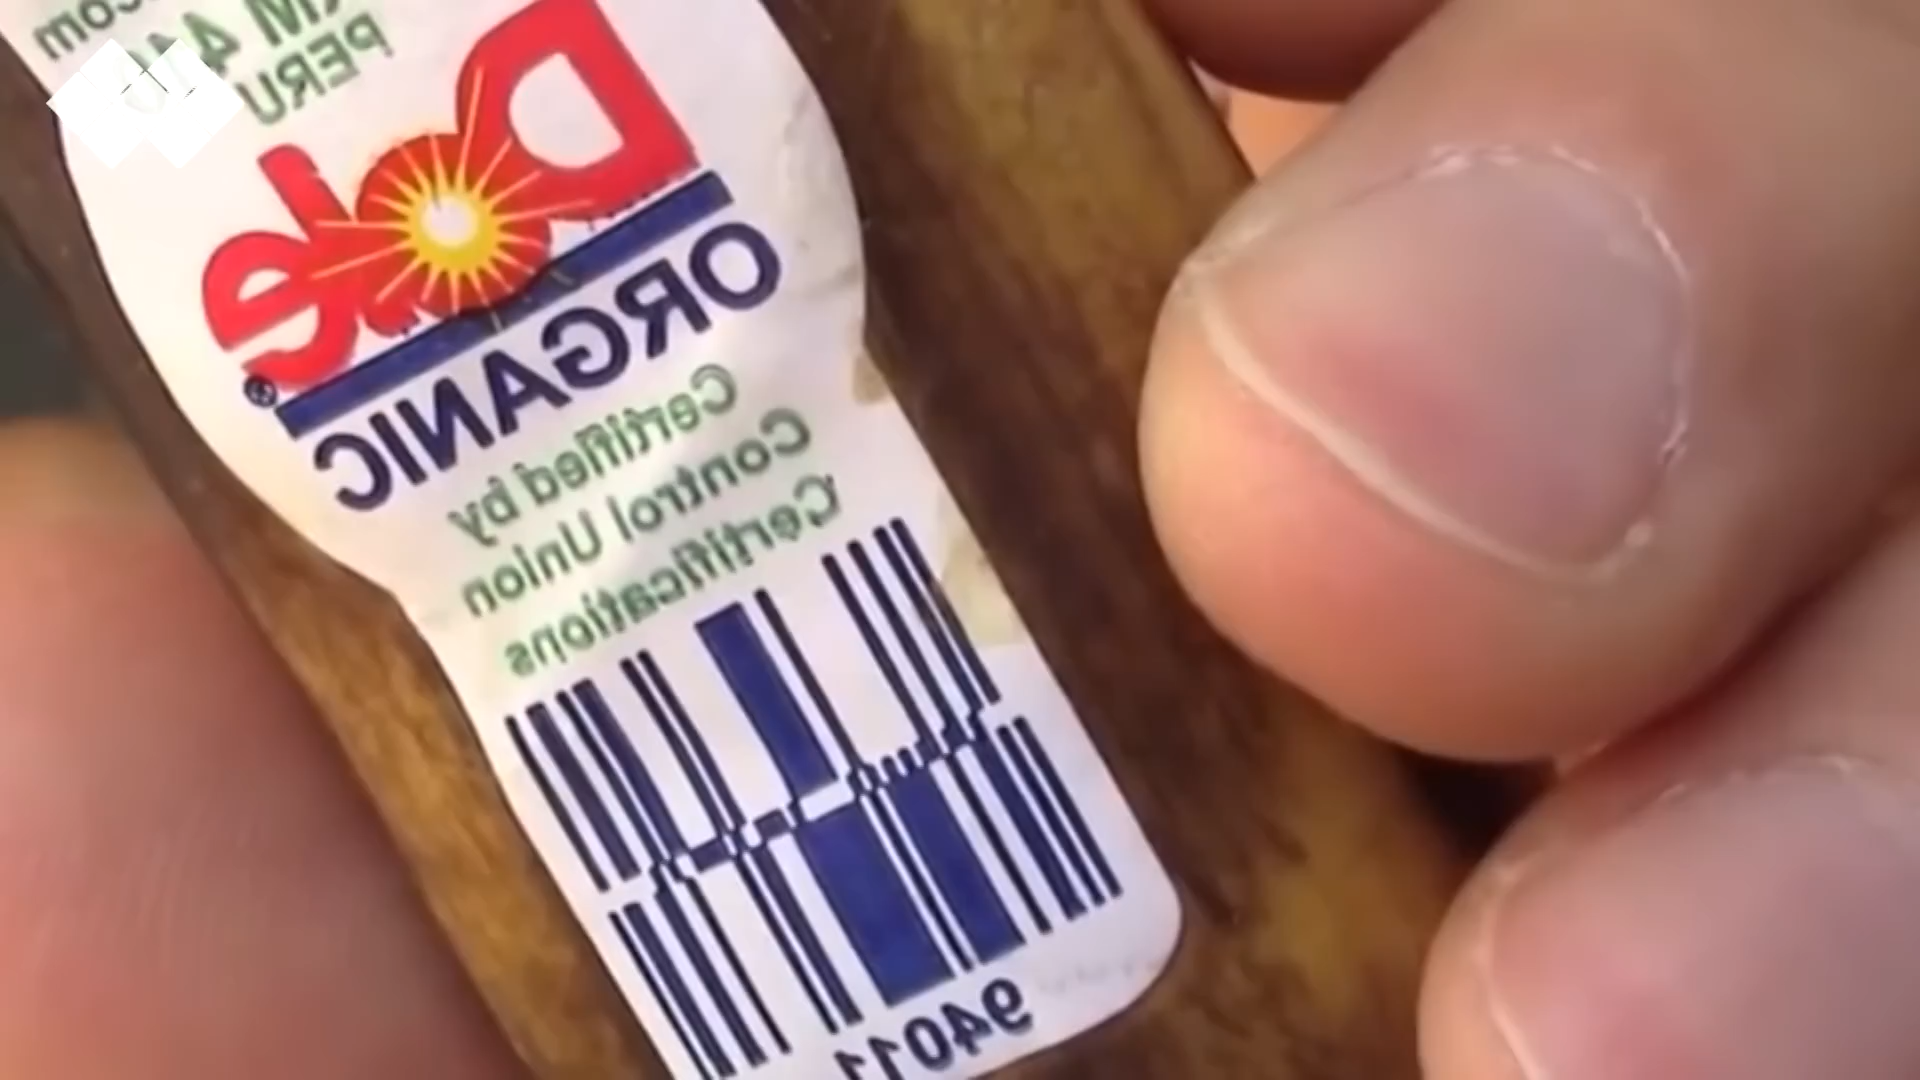 PERU
Dole
®
ORGANIC
Certified by
Control Union
Certifications
94011